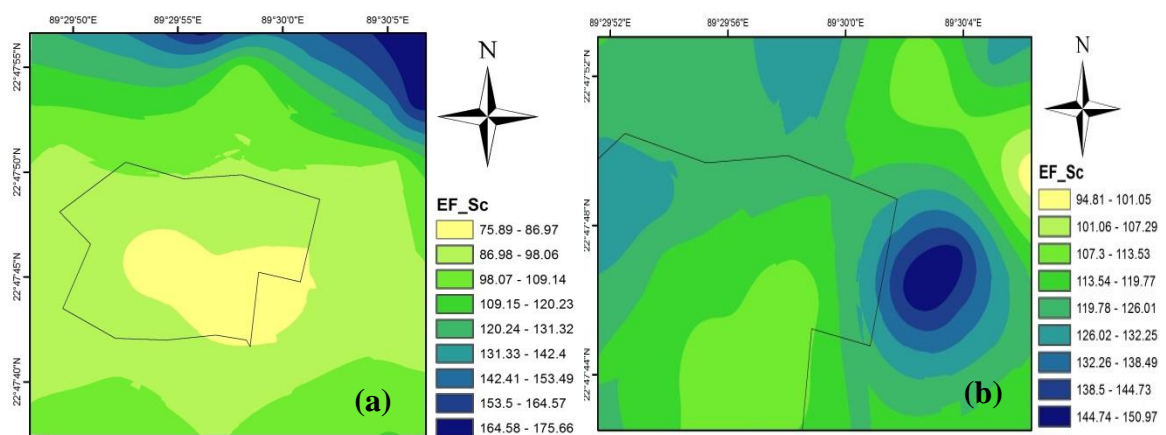 89°29'50"E 89°29'55"E 89°30'0"E 89°30'5"E
22°47'55"N
22°47'50"N
22°47'45"N
22°47'40"N
N
EF_Sc
75.89 - 86.97
86.98 - 98.06
98.07 - 109.14
109.15 - 120.23
120.24 - 131.32
131.33 - 142.4
142.41 - 153.49
153.5 - 164.57
164.58 - 175.66
(a)
89°29'52"E 89°29'56"E 89°30'0"E 89°30'4"E
22°47'52"N
22°47'48"N
22°47'44"N
N
EF_Sc
94.81 - 101.05
101.06 - 107.29
107.3 - 113.53
113.54 - 119.77
119.78 - 126.01
126.02 - 132.25
132.26 - 138.49
138.5 - 144.73
144.74 - 150.97
(b)